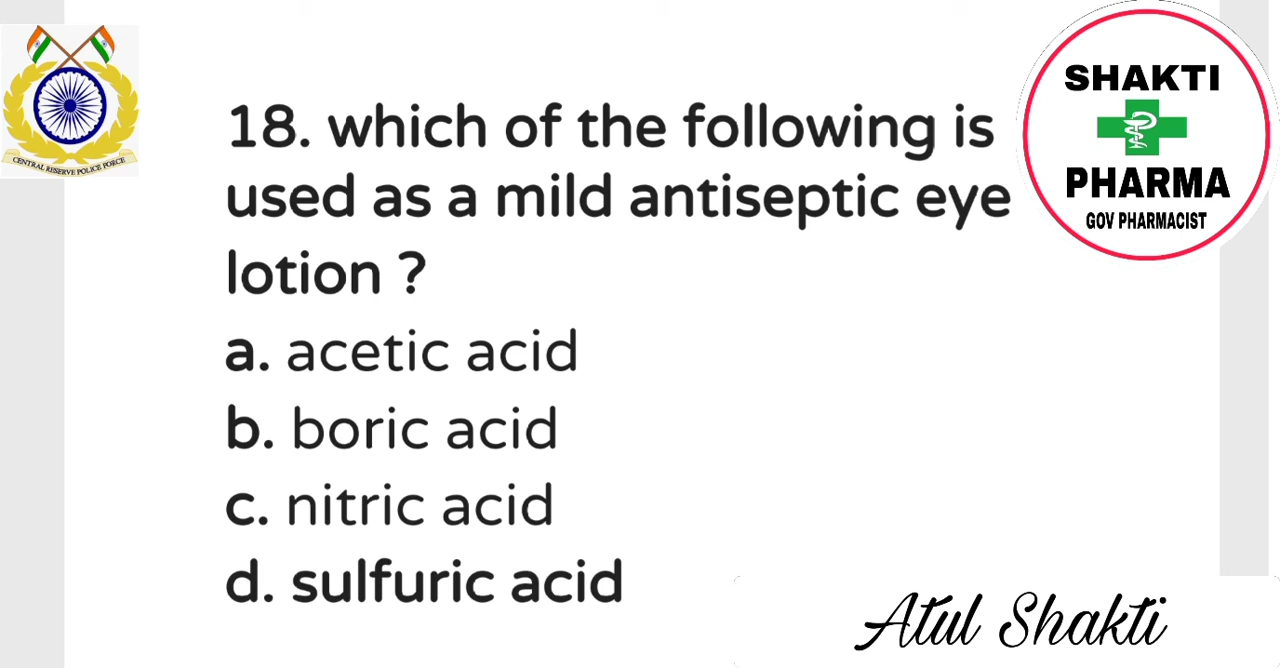 CENTRAL RESERVE POLICE FORCE
SHAKTI
PHARMA
GOV PHARMACIST
18. which of the following is
used as a mild antiseptic eye
lotion ?
a. acetic acid
b. boric acid
c. nitric acid
d. sulfuric acid
Atul Shakti